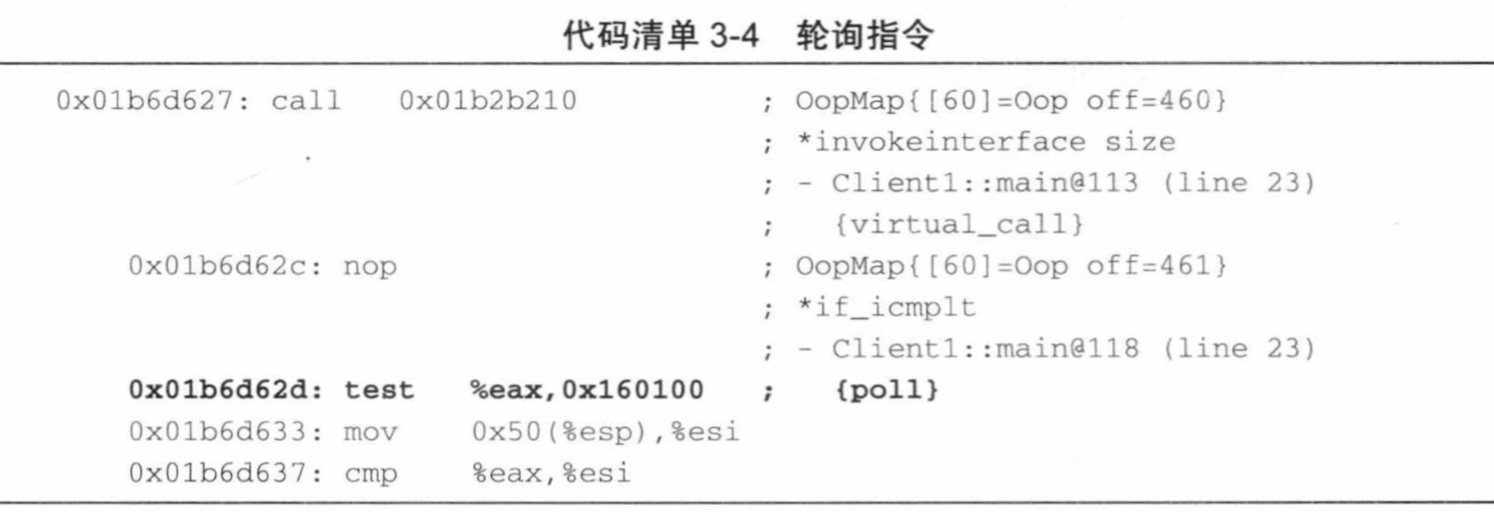 代码清单 3-4 轮询指令
0x01b6d627: call 0x01b2b210 ; OopMap{[60]=Oop off=460}
; *invokeinterface size
; - Client1::main@113 (line 23)
; {virtual_call}
0x01b6d62c: nop ; OopMap{[60]=Oop off=461}
; *if_icmplt
; - Client1::main@118 (line 23)
0x01b6d62d: test %eax,0x160100 ; {poll}
0x01b6d633: mov 0x50(%esp),%esi
0x01b6d637: cmp %eax,%esi